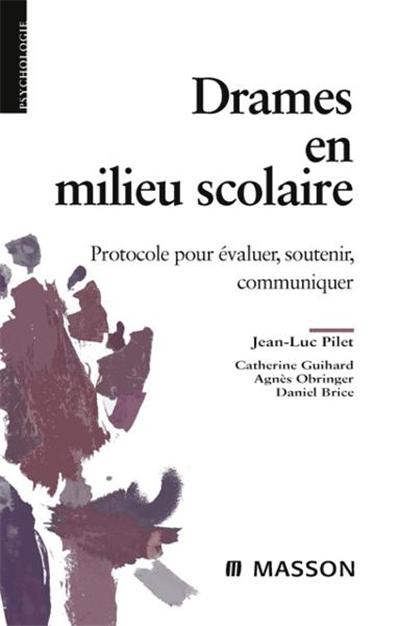 PSYCHOLOGIE
Drames
en
milieu scolaire
Protocole pour évaluer, soutenir,
communiquer
Jean-Luc Pilet
Catherine Guihard
Agnès Obringer
Daniel Brice
m MASSON